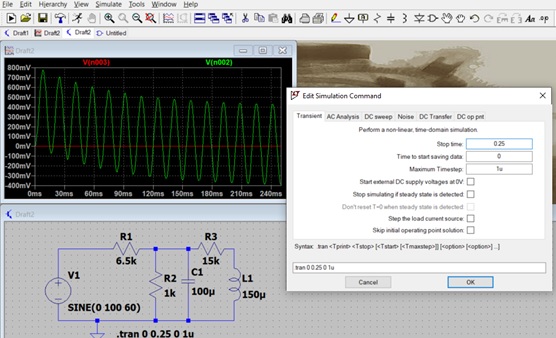 File Edit Hierarchy View Simulate Tools Window Help
Draft1 Draft2 Draft2 Untitled
Draft2
V(n003) V(n002)
800mV
700mV
600mV
500mV
400mV
300mV
200mV
100mV
0mV
-100mV
-200mV
-300mV
-400mV
0ms 30ms 60ms 90ms 120ms 150ms 180ms 210ms 240ms
Draft2
R1
6.5k
R3
15k
V1
R2
1k
C1
100µ
L1
150µ
SINE(0 100 60)
.tran 0 0.25 0 1u
Edit Simulation Command
Transient AC Analysis DC sweep Noise DC Transfer DC op pnt
Perform a non-linear, time-domain simulation.
Stop time: 0.25
Time to start saving data: 0
Maximum Timestep: 1u
Start external DC supply voltages at 0V:
Stop simulating if steady state is detected:
Don't reset T=0 when steady state is detected:
Step the load current source:
Skip initial operating point solution:
Syntax: .tran <Tprint> <Tstop> [<Tstart> [<Tmaxstep>]] [<option> [<option>] ...]
tran 0 0.25 0 1u
Cancel OK